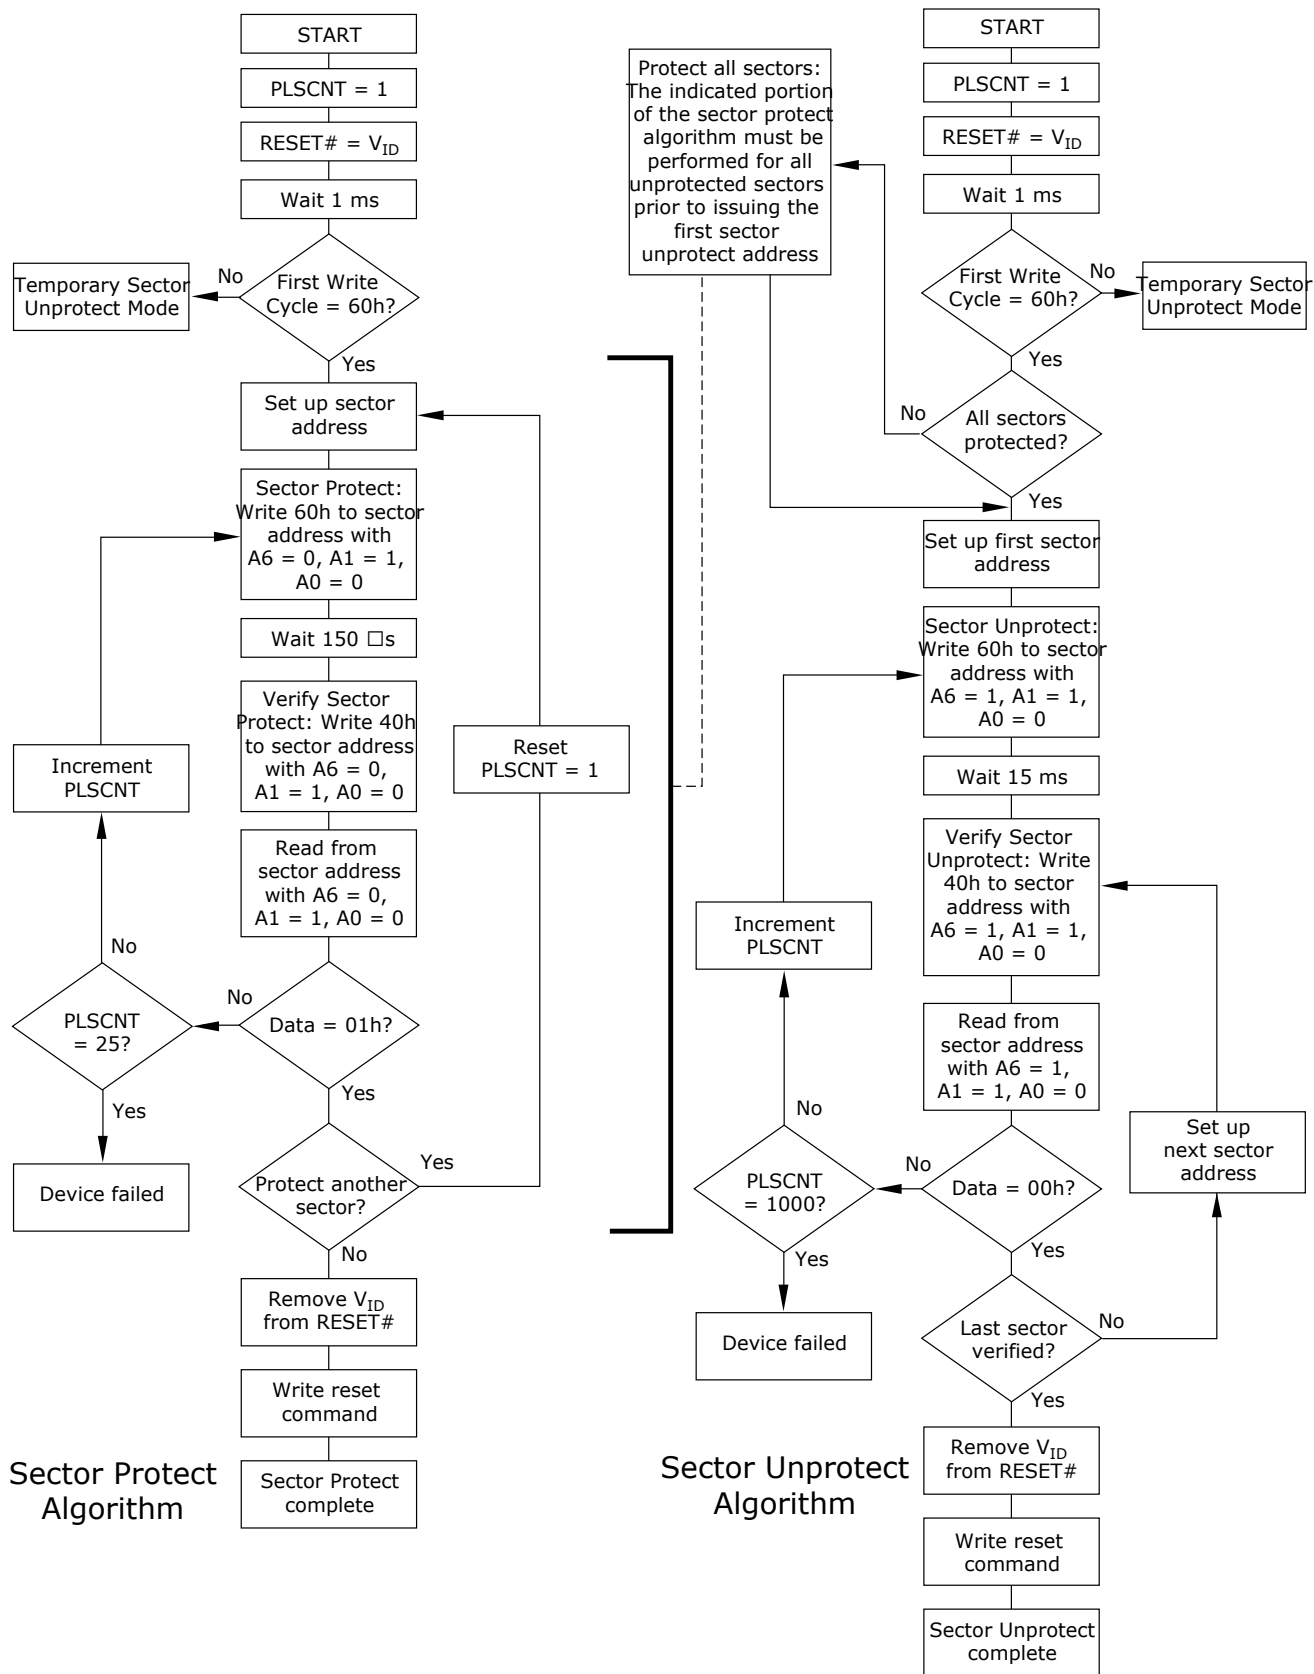 START
PLSCNT = 1
RESET# = VID
Wait 1 ms
First Write
Cycle = 60h?
No
Temporary Sector
Unprotect Mode
Yes
Set up sector
address
Sector Protect:
Write 60h to sector
address with
A6 = 0, A1 = 1,
A0 = 0
Wait 150 □s
Verify Sector
Protect: Write 40h
to sector address
with A6 = 0,
A1 = 1, A0 = 0
Reset
PLSCNT = 1
Increment
PLSCNT
Read from
sector address
with A6 = 0,
A1 = 1, A0 = 0
No
PLSCNT
= 25?
No
Data = 01h?
Yes
Yes
Device failed
Protect another
sector?
Yes
No
Remove VID
from RESET#
Write reset
command
Sector Protect
complete
Sector Protect
Algorithm
Protect all sectors:
The indicated portion
of the sector protect
algorithm must be
performed for all
unprotected sectors
prior to issuing the
first sector
unprotect address
START
PLSCNT = 1
RESET# = VID
Wait 1 ms
First Write
Cycle = 60h?
No
Temporary Sector
Unprotect Mode
Yes
No
All sectors
protected?
Yes
Set up first sector
address
Sector Unprotect:
Write 60h to sector
address with
A6 = 1, A1 = 1,
A0 = 0
Wait 15 ms
Verify Sector
Unprotect: Write
40h to sector
address with
A6 = 1, A1 = 1,
A0 = 0
Increment
PLSCNT
Read from
sector address
with A6 = 1,
A1 = 1, A0 = 0
No
Set up
next sector
address
PLSCNT
= 1000?
No
Data = 00h?
Yes
Yes
Device failed
Last sector
verified?
No
Yes
Remove VID
from RESET#
Write reset
command
Sector Unprotect
complete
Sector Unprotect
Algorithm